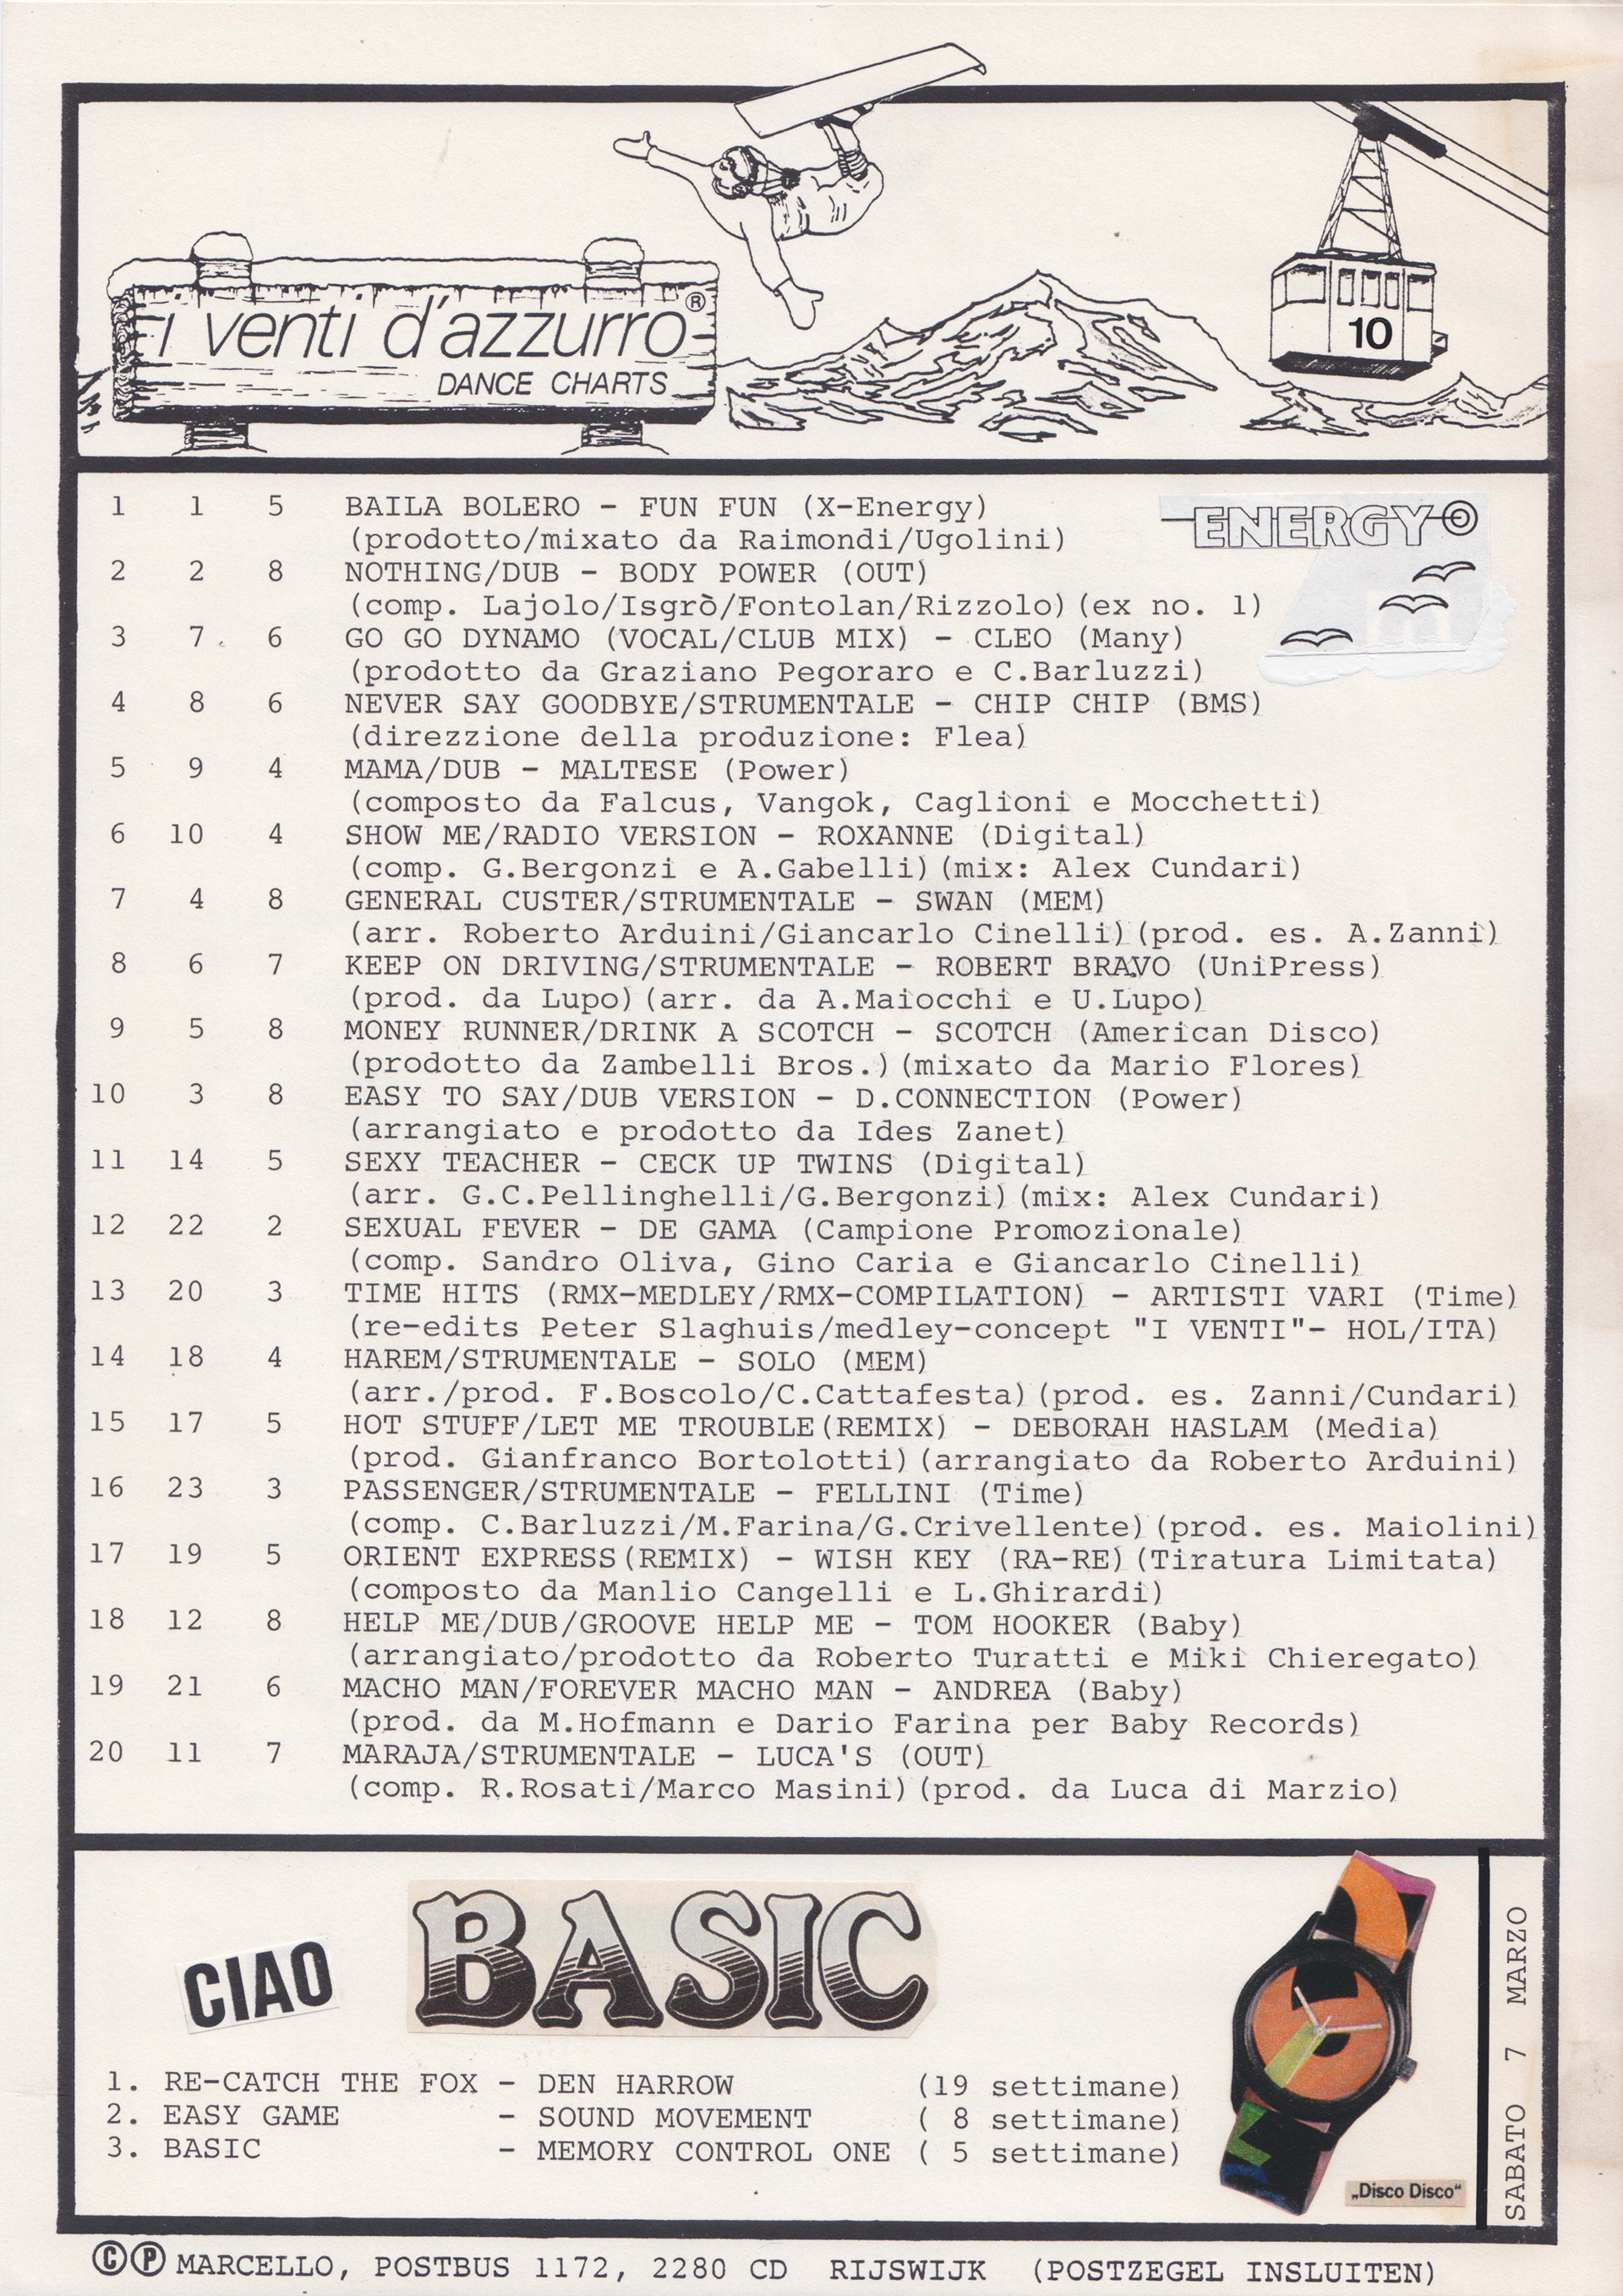 i venti d'azzurro ®
DANCE CHARTS
10
ENERGY
m
1 1 5 BAILA BOLERO - FUN FUN (X-Energy)
(prodotto/mixato da Raimondi/Ugolini)
2 2 8 NOTHING/DUB - BODY POWER (OUT)
(comp. Lajolo/Isgrò/Fontolan/Rizzolo)(ex no. 1)
3 7 6 GO GO DYNAMO (VOCAL/CLUB MIX) - CLEO (Many)
(prodotto da Graziano Pegoraro e C.Barluzzi)
4 8 6 NEVER SAY GOODBYE/STRUMENTALE - CHIP CHIP (BMS)
(direzzione della produzione: Flea)
5 9 4 MAMA/DUB - MALTESE (Power)
(composto da Falcus, Vangok, Caglioni e Mocchetti)
6 10 4 SHOW ME/RADIO VERSION - ROXANNE (Digital)
(comp. G.Bergonzi e A.Gabelli)(mix: Alex Cundari)
7 4 8 GENERAL CUSTER/STRUMENTALE - SWAN (MEM)
(arr. Roberto Arduini/Giancarlo Cinelli)(prod. es. A.Zanni)
8 6 7 KEEP ON DRIVING/STRUMENTALE - ROBERT BRAVO (UniPress)
(prod. da Lupo)(arr. da A.Maiocchi e U.Lupo)
9 5 8 MONEY RUNNER/DRINK A SCOTCH - SCOTCH (American Disco)
(prodotto da Zambelli Bros.)(mixato da Mario Flores)
10 3 8 EASY TO SAY/DUB VERSION - D.CONNECTION (Power)
(arrangiato e prodotto da Ides Zanet)
11 14 5 SEXY TEACHER - CECK UP TWINS (Digital)
(arr. G.C.Pellinghelli/G.Bergonzi)(mix: Alex Cundari)
12 22 2 SEXUAL FEVER - DE GAMA (Campione Promozionale)
(comp. Sandro Oliva, Gino Caria e Giancarlo Cinelli)
13 20 3 TIME HITS (RMX-MEDLEY/RMX-COMPILATION) - ARTISTI VARI (Time)
(re-edits Peter Slaghuis/medley-concept "I VENTI"- HOL/ITA)
14 18 4 HAREM/STRUMENTALE - SOLO (MEM)
(arr./prod. F.Boscolo/C.Cattafesta)(prod. es. Zanni/Cundari)
15 17 5 HOT STUFF/LET ME TROUBLE(REMIX) - DEBORAH HASLAM (Media)
(prod. Gianfranco Bortolotti)(arrangiato da Roberto Arduini)
16 23 3 PASSENGER/STRUMENTALE - FELLINI (Time)
(comp. C.Barluzzi/M.Farina/G.Crivellente)(prod. es. Maiolini)
17 19 5 ORIENT EXPRESS(REMIX) - WISH KEY (RA-RE)(Tiratura Limitata)
(composto da Manlio Cangelli e L.Ghirardi)
18 12 8 HELP ME/DUB/GROOVE HELP ME - TOM HOOKER (Baby)
(arrangiato/prodotto da Roberto Turatti e Miki Chieregato)
19 21 6 MACHO MAN/FOREVER MACHO MAN - ANDREA (Baby)
(prod. da M.Hofmann e Dario Farina per Baby Records)
20 11 7 MARAJA/STRUMENTALE - LUCA'S (OUT)
(comp. R.Rosati/Marco Masini)(prod. da Luca di Marzio)
CIAO
BASIC
1. RE-CATCH THE FOX - DEN HARROW (19 settimane)
2. EASY GAME - SOUND MOVEMENT ( 8 settimane)
3. BASIC - MEMORY CONTROL ONE ( 5 settimane)
„Disco Disco“
SABATO 7 MARZO
©Ⓟ MARCELLO, POSTBUS 1172, 2280 CD RIJSWIJK (POSTZEGEL INSLUITEN)